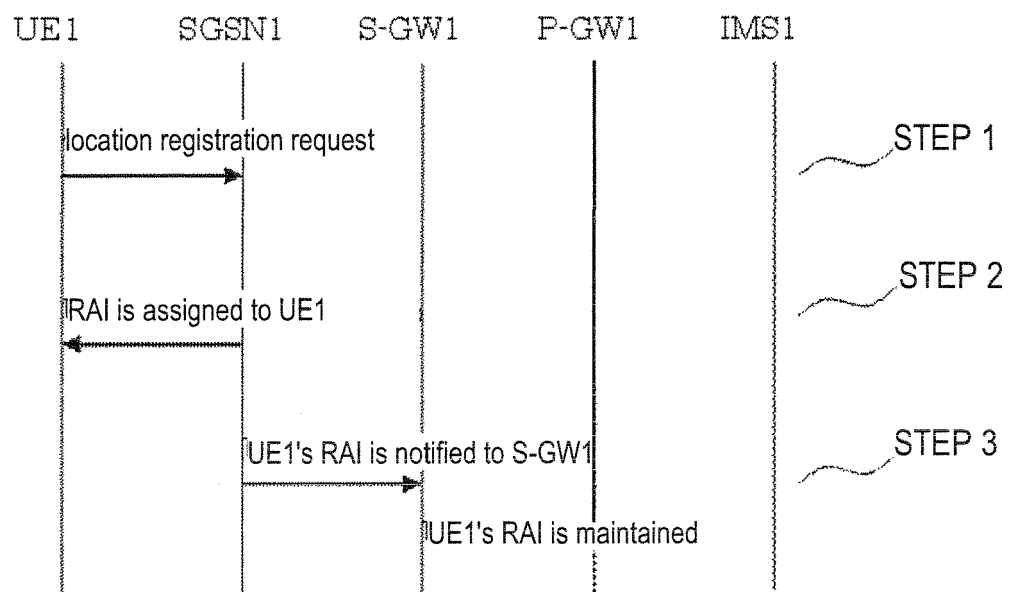 UE1 SGSN1 S-GW1 P-GW1 IMS1
location registration request
STEP 1
RAI is assigned to UE1
STEP 2
UE1's RAI is notified to S-GW1
STEP 3
UE1's RAI is maintained